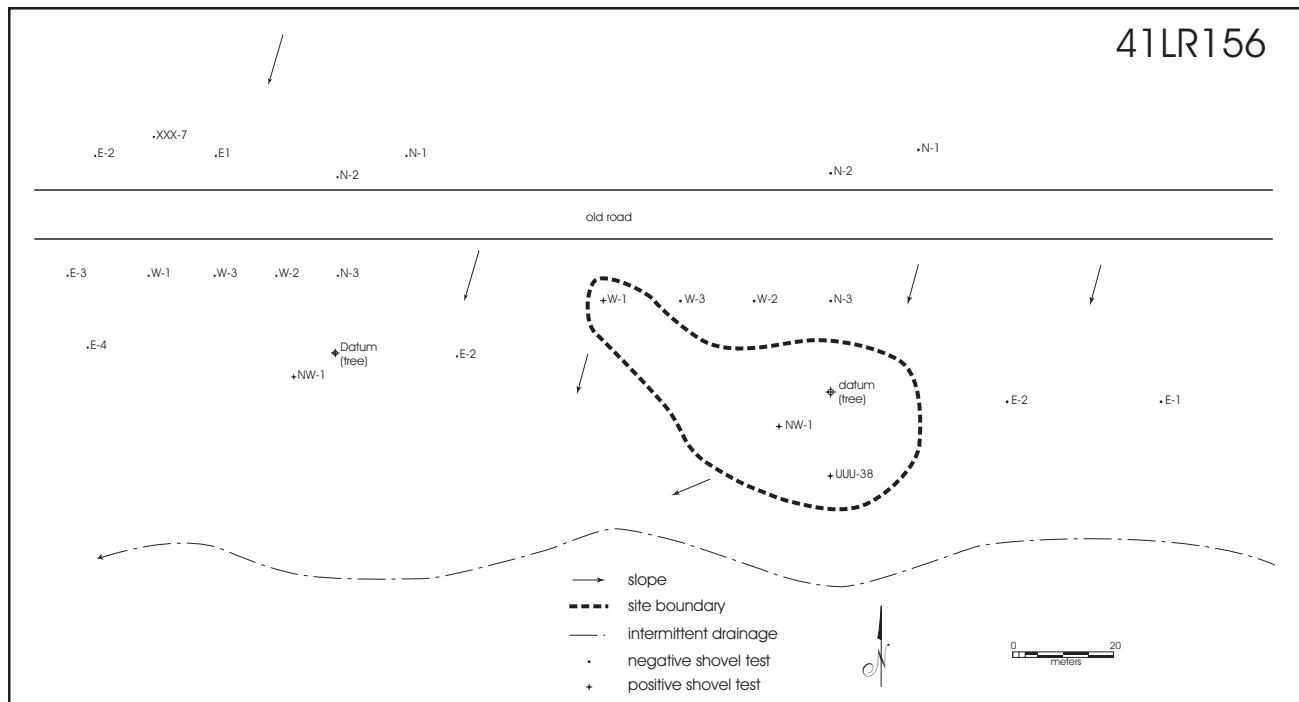 41LR156
XXX-7
E-2
E1
N-1
N-2
N-1
N-2
old road
E-3
W-1
W-3
W-2
N-3
W-1
W-3
W-2
N-3
E-4
Datum
(tree)
NW-1
E-2
datum
(tree)
NW-1
E-2
E-1
UUU-38
slope
site boundary
intermittent drainage
negative shovel test
positive shovel test
N
0 20
meters